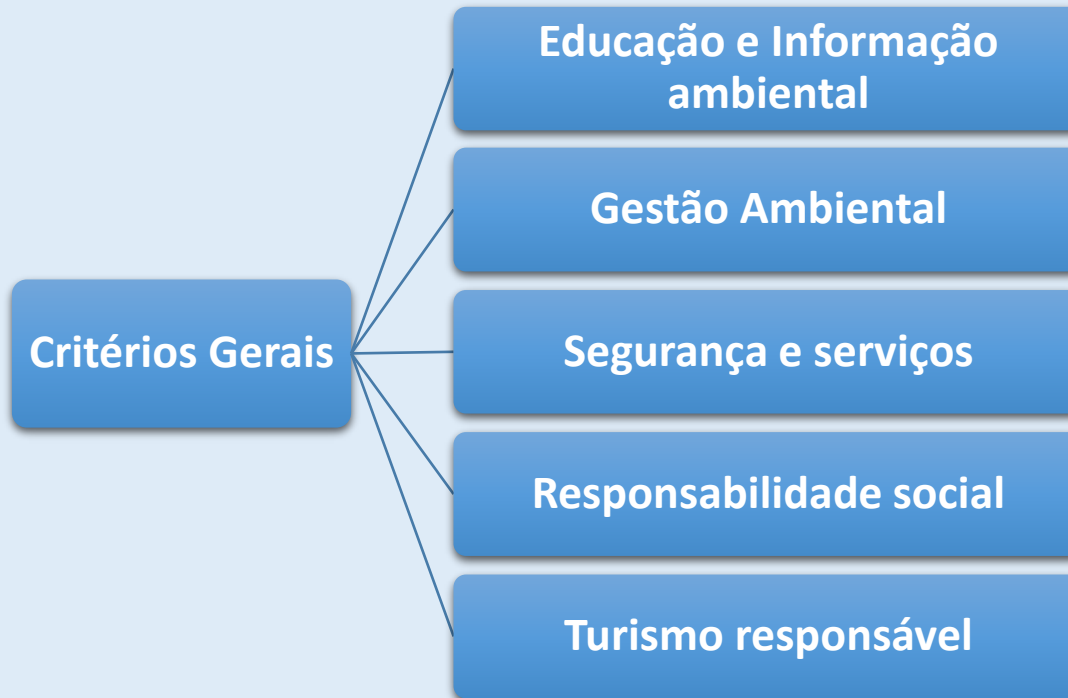 Critérios Gerais
Educação e Informação
ambiental
Gestão Ambiental
Segurança e serviços
Responsabilidade social
Turismo responsável